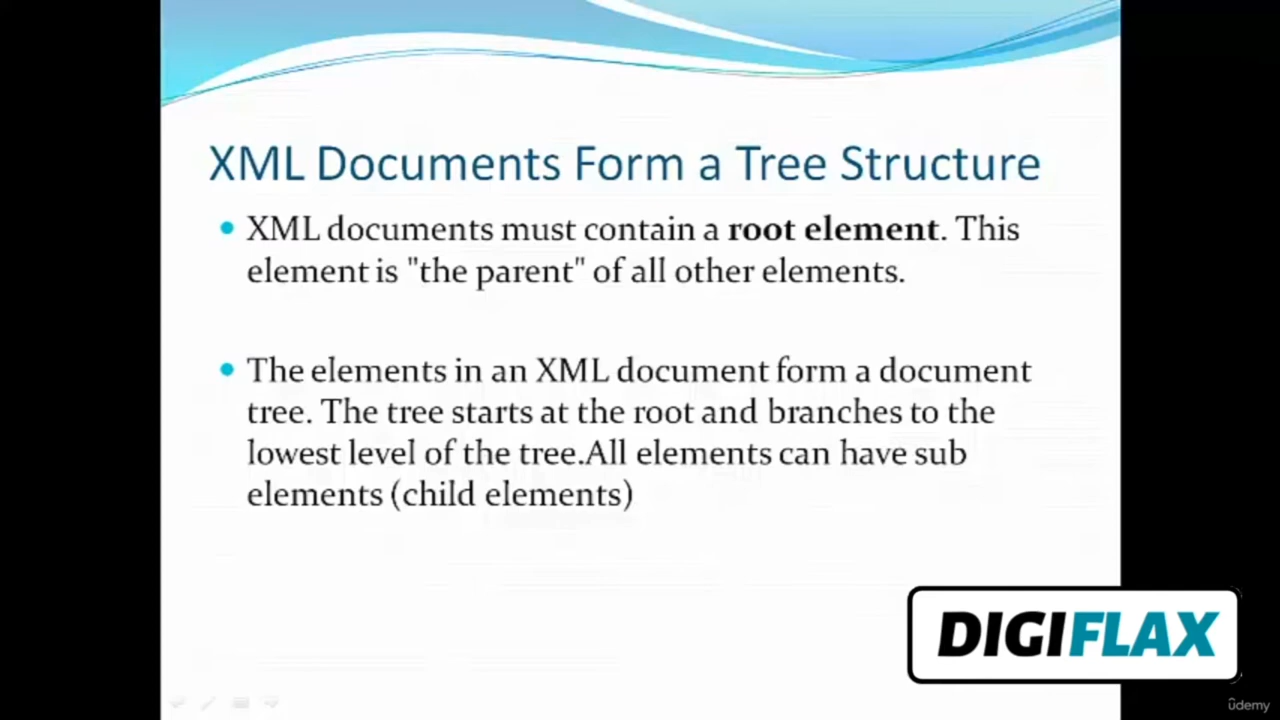 XML Documents Form a Tree Structure
• XML documents must contain a root element. This
element is "the parent" of all other elements.
• The elements in an XML document form a document
tree. The tree starts at the root and branches to the
lowest level of the tree.All elements can have sub
elements (child elements)
DIGIFLAX
ûdemy